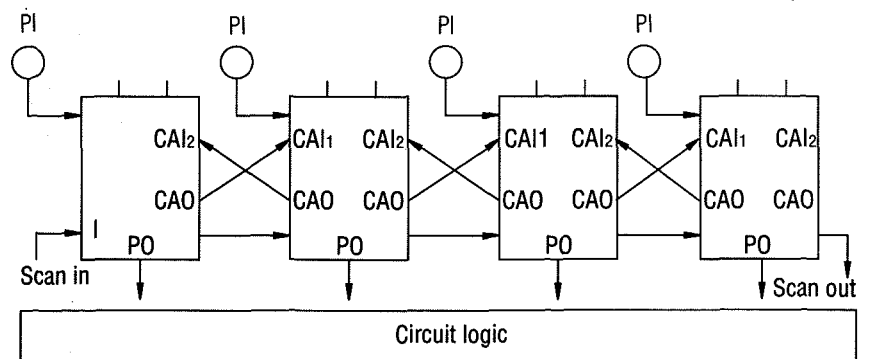 PI PI PI PI
CAI2 CAI1 CAI2 CAI1 CAI2 CAI1 CAI2
CAO CAO CAO CAO CAO CAO CAO
I
PO PO PO PO
Scan in Scan out
Circuit logic